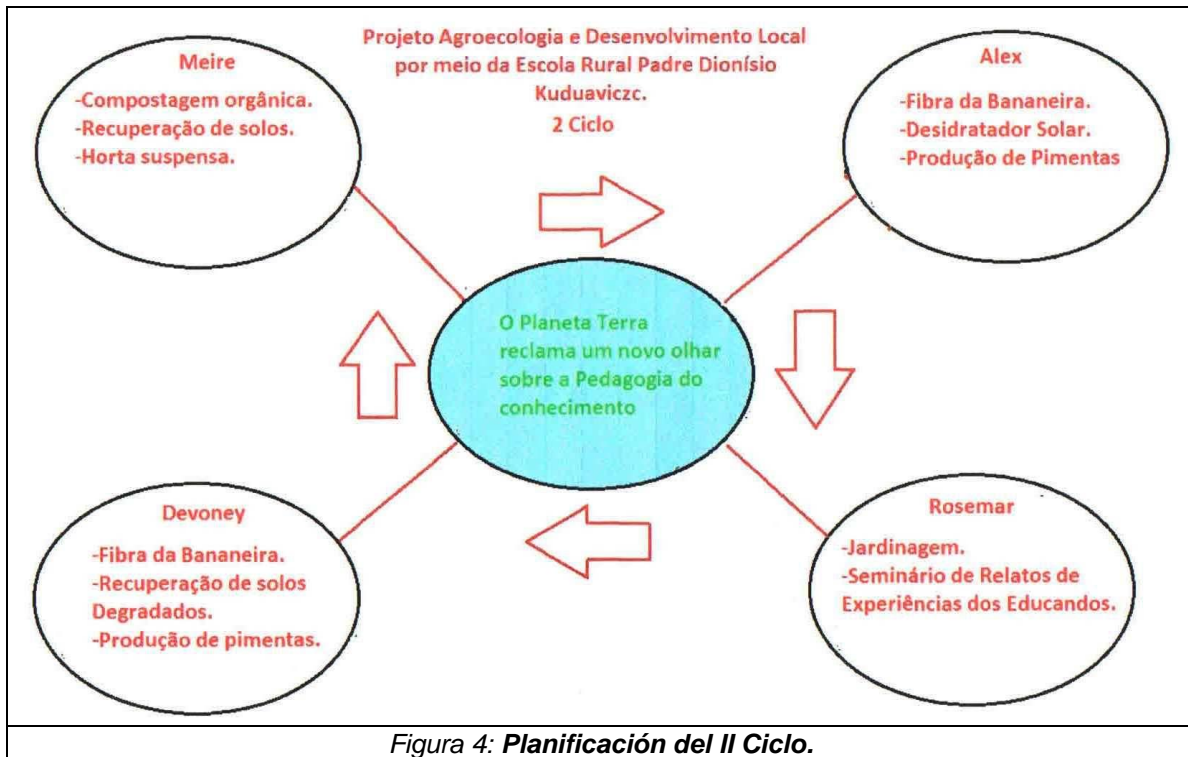 Projeto Agroecologia e Desenvolvimento Local
por meio da Escola Rural Padre Dionísio
Kuduaviczc.
2 Ciclo
Meire
-Compostagem orgânica.
-Recuperação de solos.
-Horta suspensa.
Alex
-Fibra da Bananeira.
-Desidratador Solar.
-Produção de Pimentas
O Planeta Terra
reclama um novo olhar
sobre a Pedagogia do
conhecimento
Devoney
-Fibra da Bananeira.
-Recuperação de solos
Degradados.
-Produção de pimentas.
Rosemar
-Jardinagem.
-Seminário de Relatos de
Experiências dos Educandos.
Figura 4: Planificación del II Ciclo.